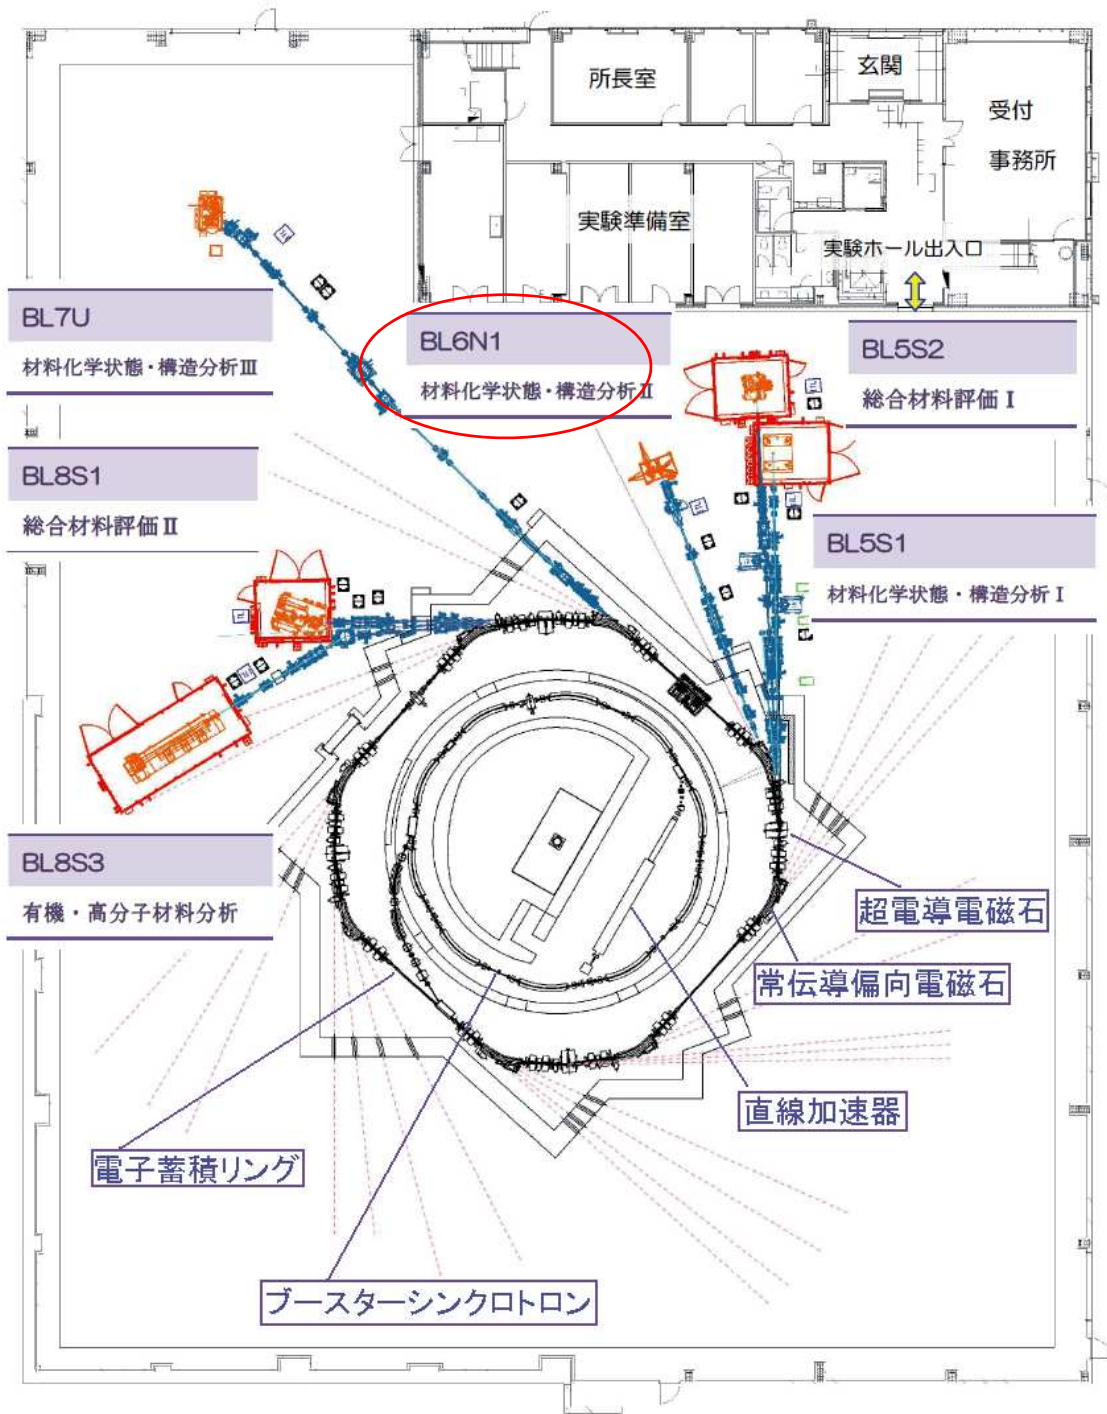 所長室
玄関
受付
事務所
実験準備室
実験ホール出入口
BL7U
材料化学状態・構造分析Ⅲ
BL6N1
材料化学状態・構造分析Ⅱ
BL5S2
総合材料評価Ⅰ
BL8S1
総合材料評価Ⅱ
BL5S1
材料化学状態・構造分析Ⅰ
BL8S3
有機・高分子材料分析
超電導電磁石
常伝導偏向電磁石
直線加速器
電子蓄積リング
ブースターシンクロトロン